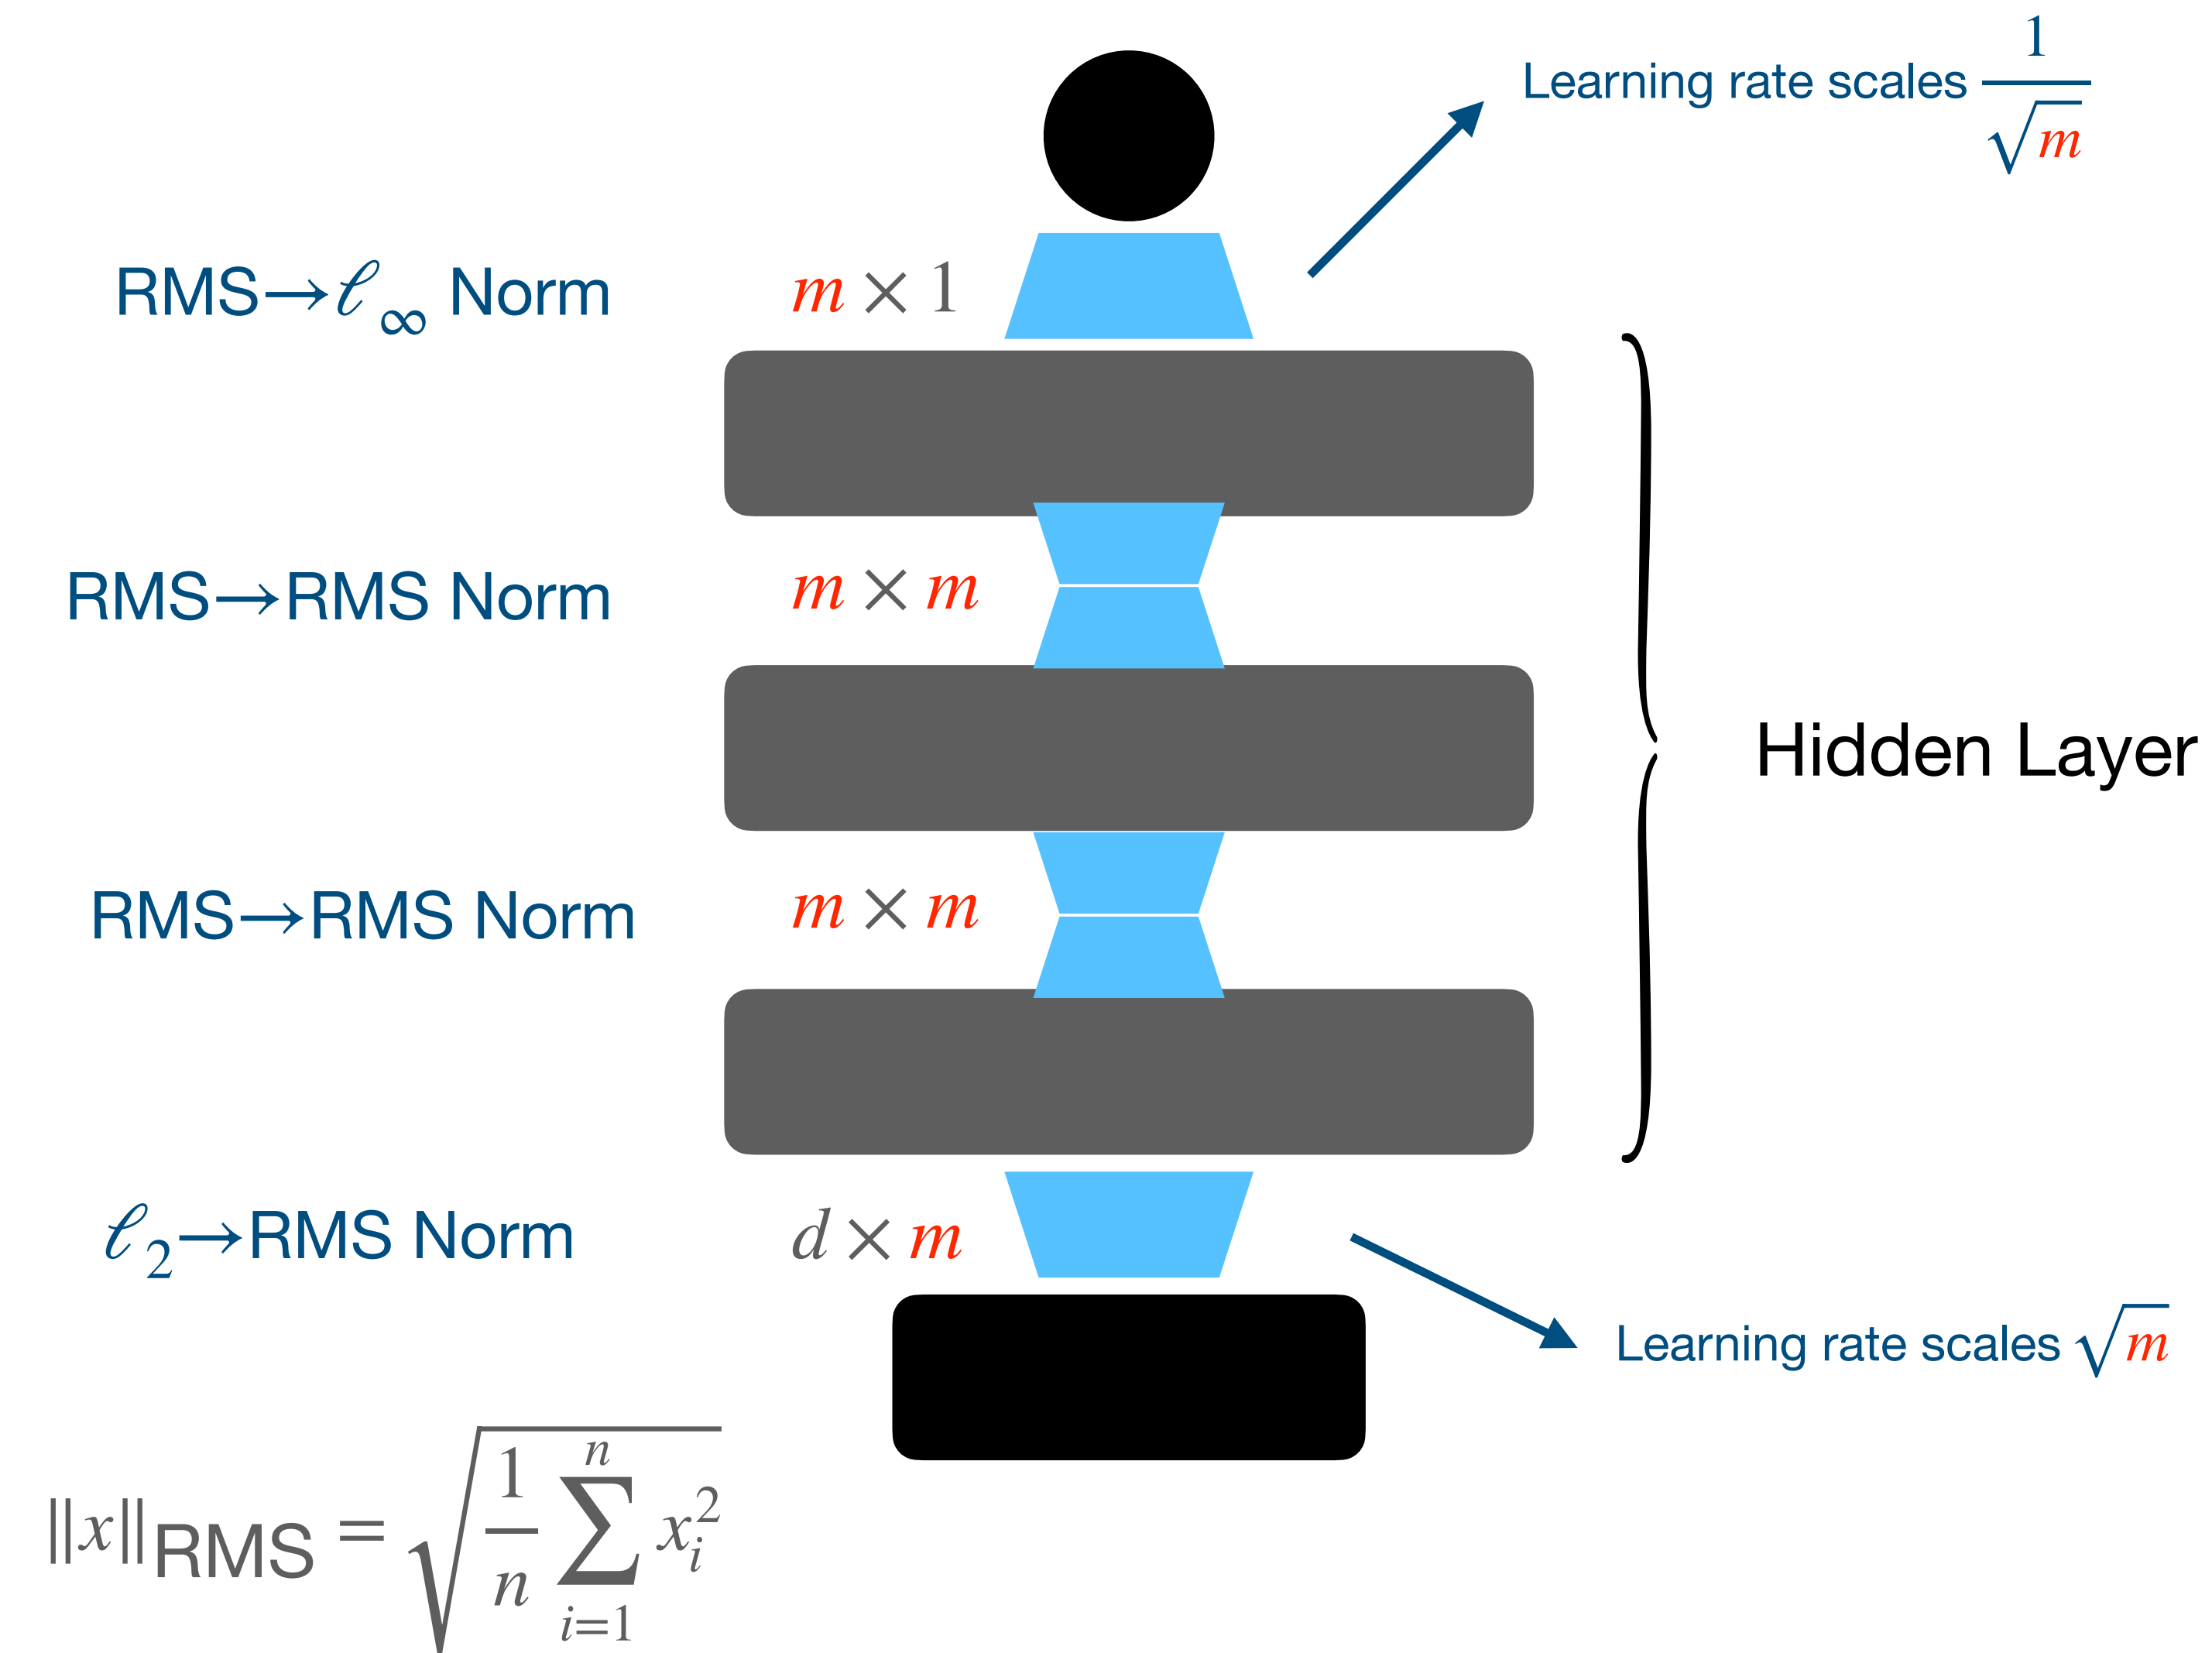 Learning rate scales 1/√m
RMS→ℓ∞ Norm
m × 1
RMS→RMS Norm
m × m
Hidden Layer
RMS→RMS Norm
m × m
ℓ2→RMS Norm
d × m
Learning rate scales √m
||x||RMS = √(1/n ∑_{i=1}^{n} x_i^2)